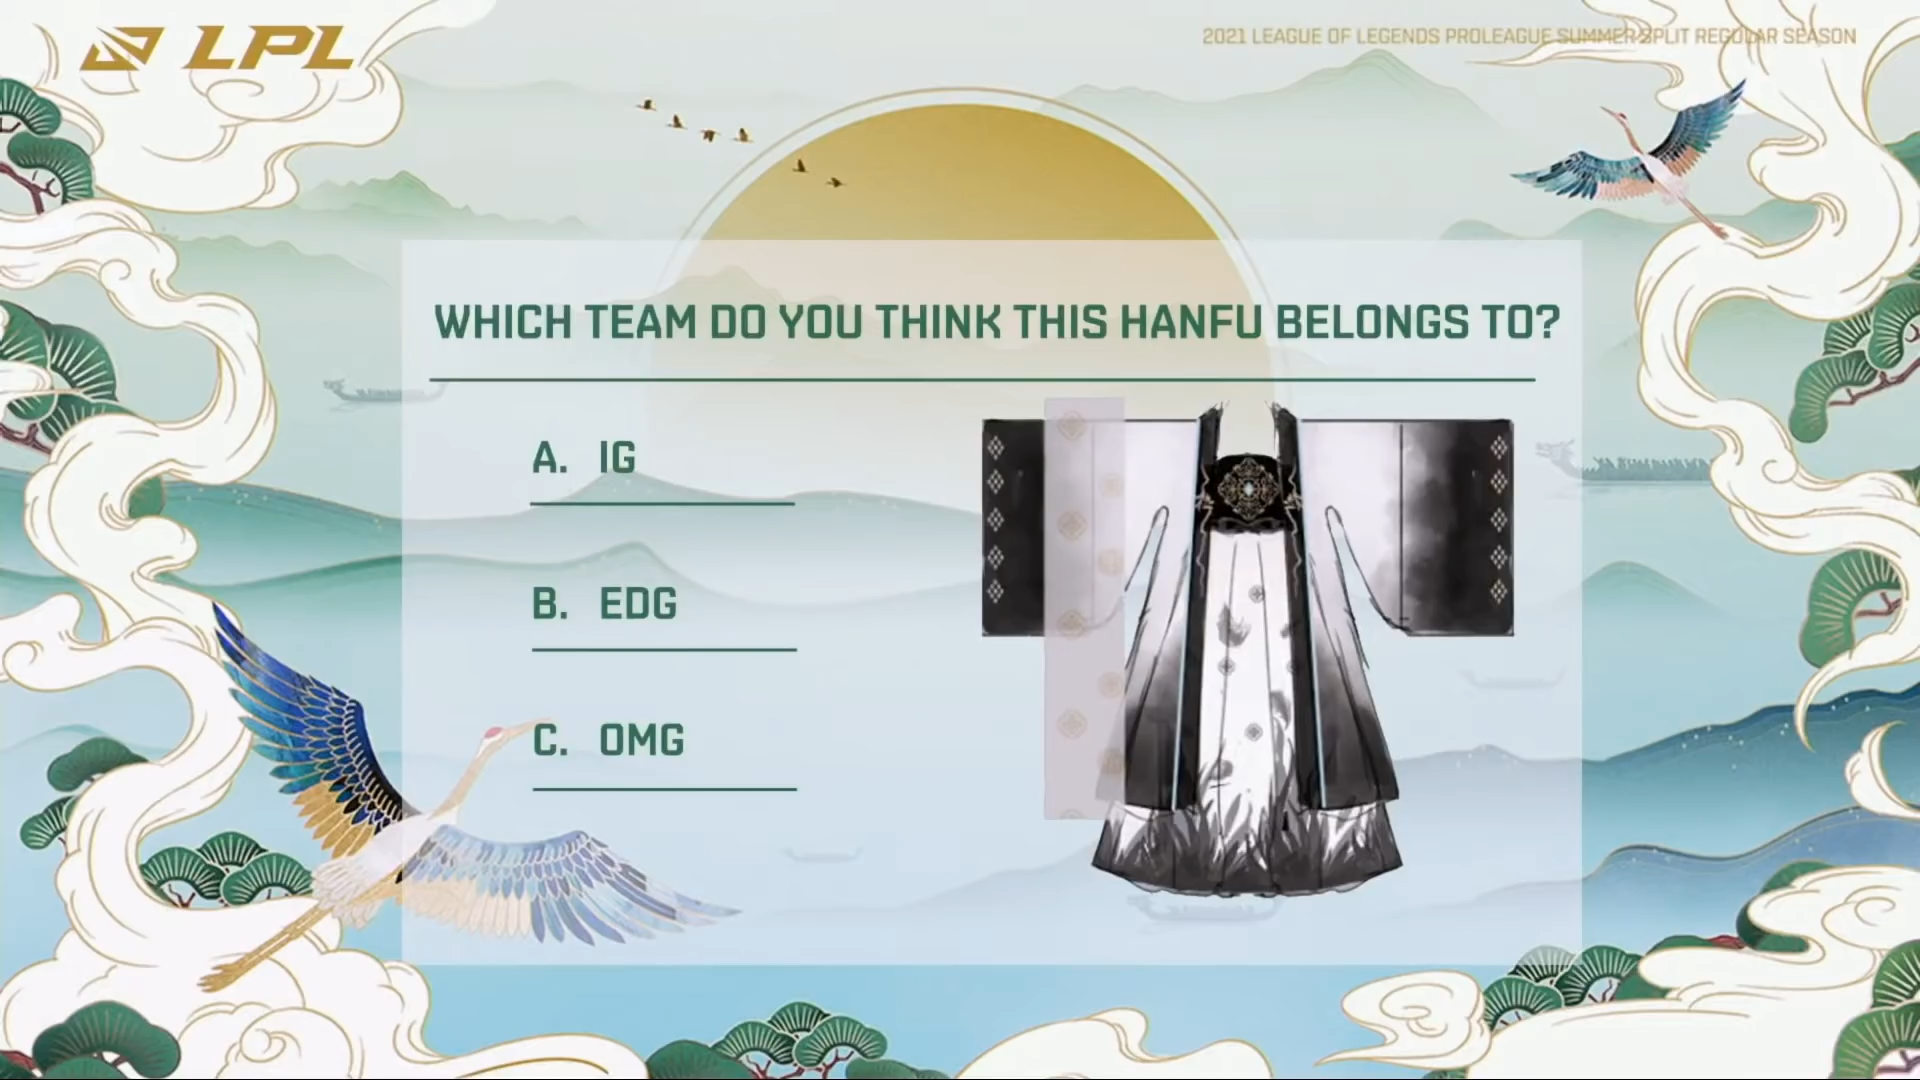 LPL
2021 LEAGUE OF LEGENDS PROLEAGUE SUMMER SPLIT REGULAR SEASON
WHICH TEAM DO YOU THINK THIS HANFU BELONGS TO?
A. IG
B. EDG
C. OMG